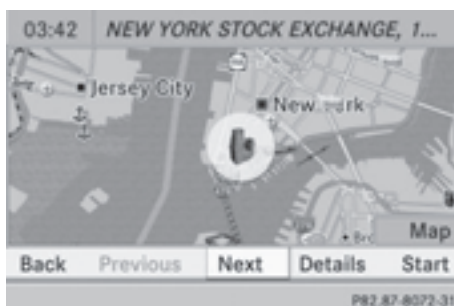 03:42 NEW YORK STOCK EXCHANGE, 1...
Jersey City
New
Map
Back Previous Next Details Start
P82.87-8072-31